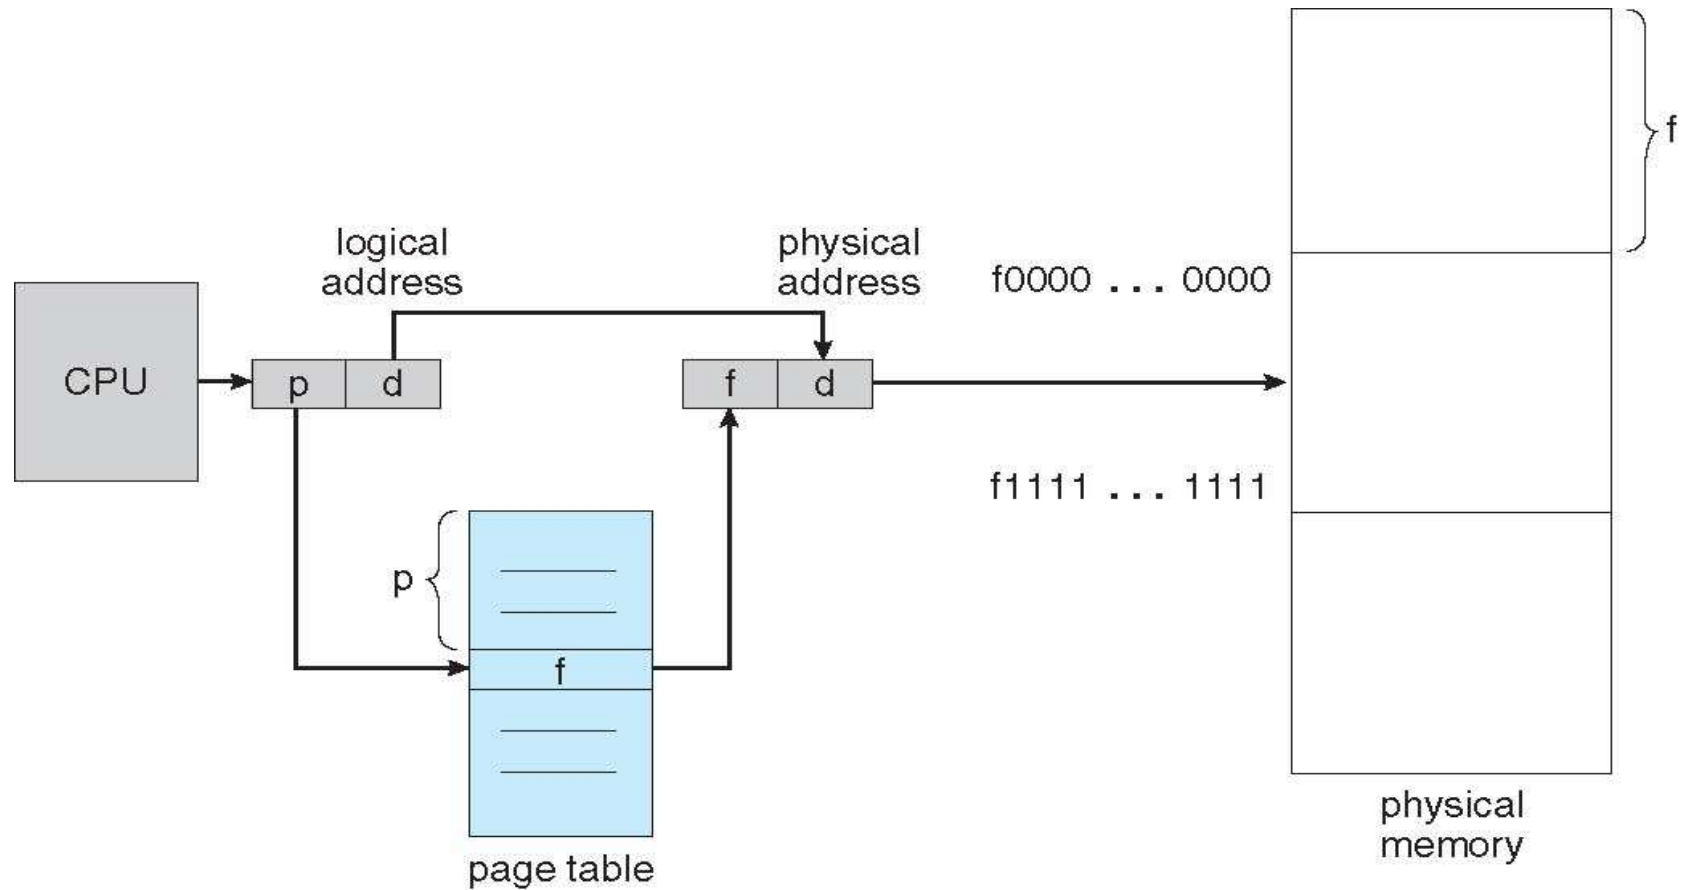 f
logical
address
physical
address
f0000 ... 0000
CPU
p d
f d
f1111 ... 1111
p
f
physical
memory
page table